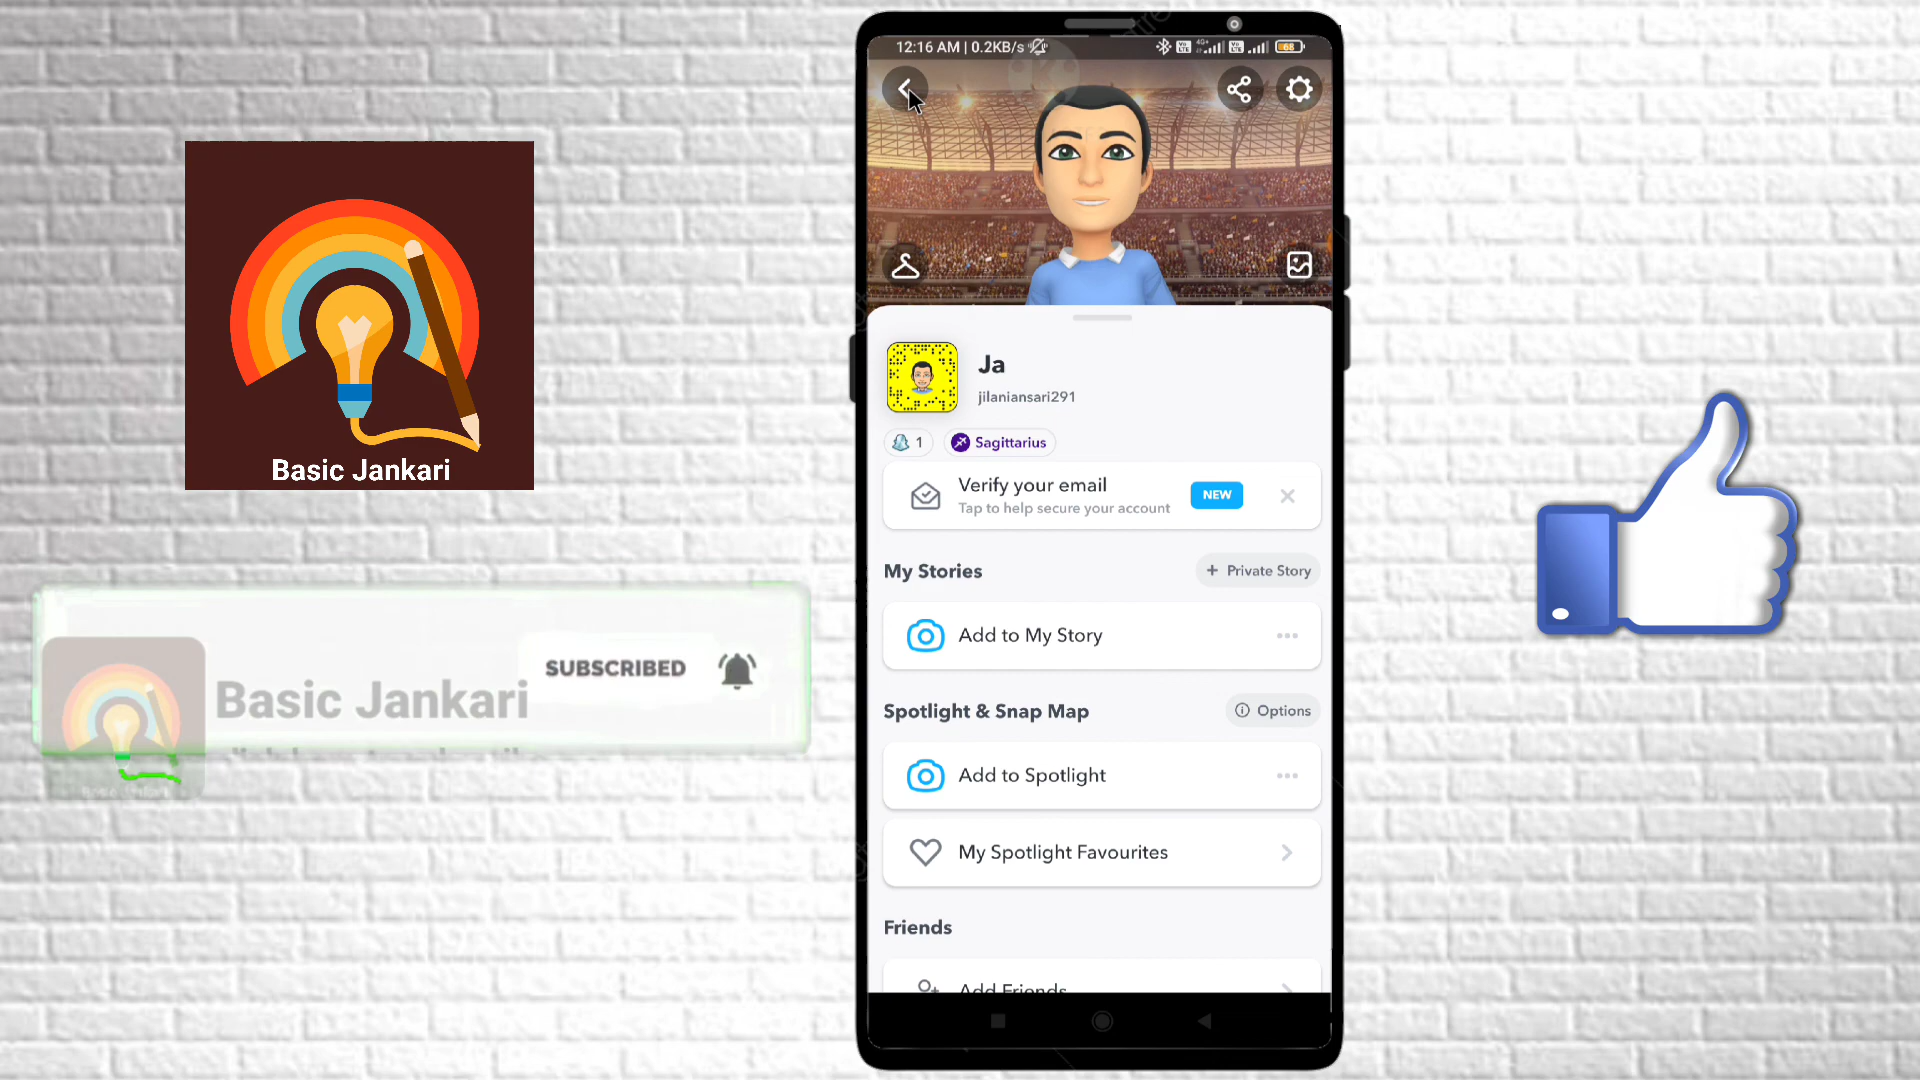 Basic Jankari
Basic Jankari
SUBSCRIBED
12:16 AM | 0.2KB/s
4G+
68
Ja
jilaniansari291
1
Sagittarius
Verify your email
Tap to help secure your account
NEW
My Stories
+ Private Story
Add to My Story
Spotlight & Snap Map
Options
Add to Spotlight
My Spotlight Favourites
Friends
Add Friends